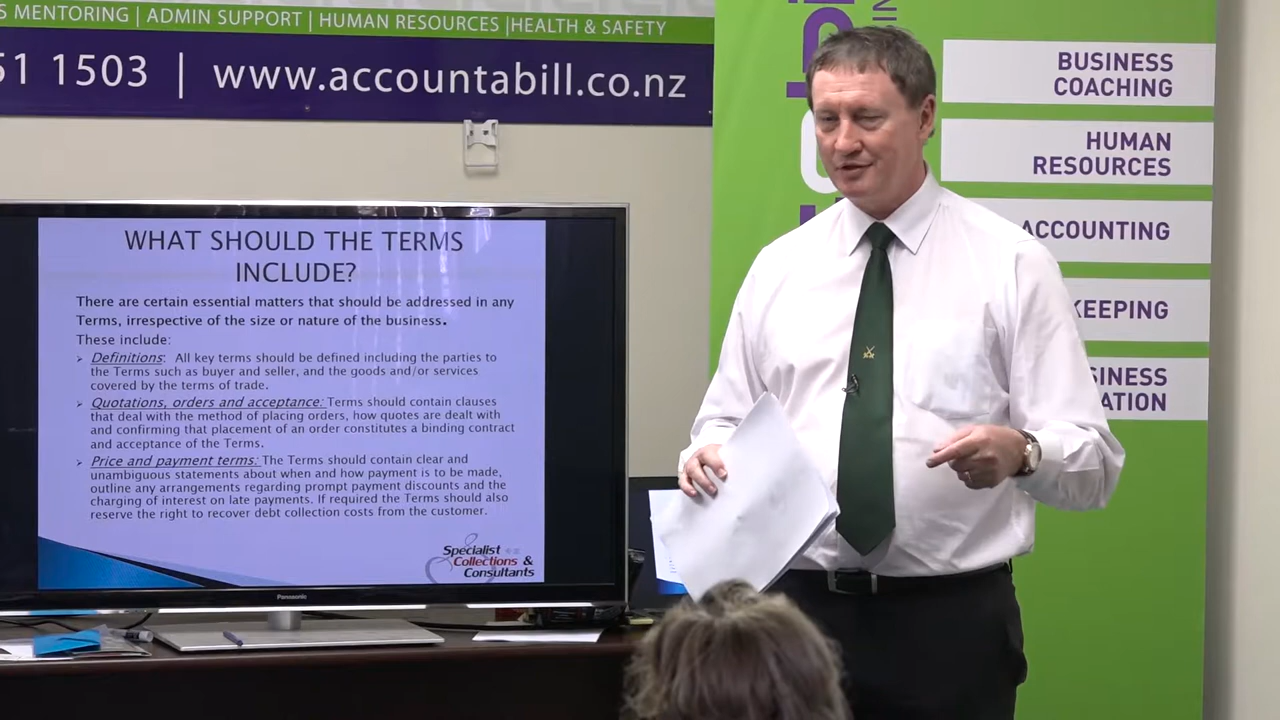 S MENTORING | ADMIN SUPPORT | HUMAN RESOURCES |HEALTH & SAFETY
51 1503 | www.accountabill.co.nz
WHAT SHOULD THE TERMS
INCLUDE?
There are certain essential matters that should be addressed in any
Terms, irrespective of the size or nature of the business.
These include:
Definitions: All key terms should be defined including the parties to
the Terms such as buyer and seller, and the goods and/or services
covered by the terms of trade.
Quotations, orders and acceptance: Terms should contain clauses
that deal with the method of placing orders, how quotes are dealt with
and confirming that placement of an order constitutes a binding contract
and acceptance of the Terms.
Price and payment terms: The Terms should contain clear and
unambiguous statements about when and how payment is to be made,
outline any arrangements regarding prompt payment discounts and the
charging of interest on late payments. If required the Terms should also
reserve the right to recover debt collection costs from the customer.
Specialist
Collections &
Consultants
Panasonic
BUSINESS
COACHING
HUMAN
RESOURCES
ACCOUNTING
KEEPING
SINESS
ATION